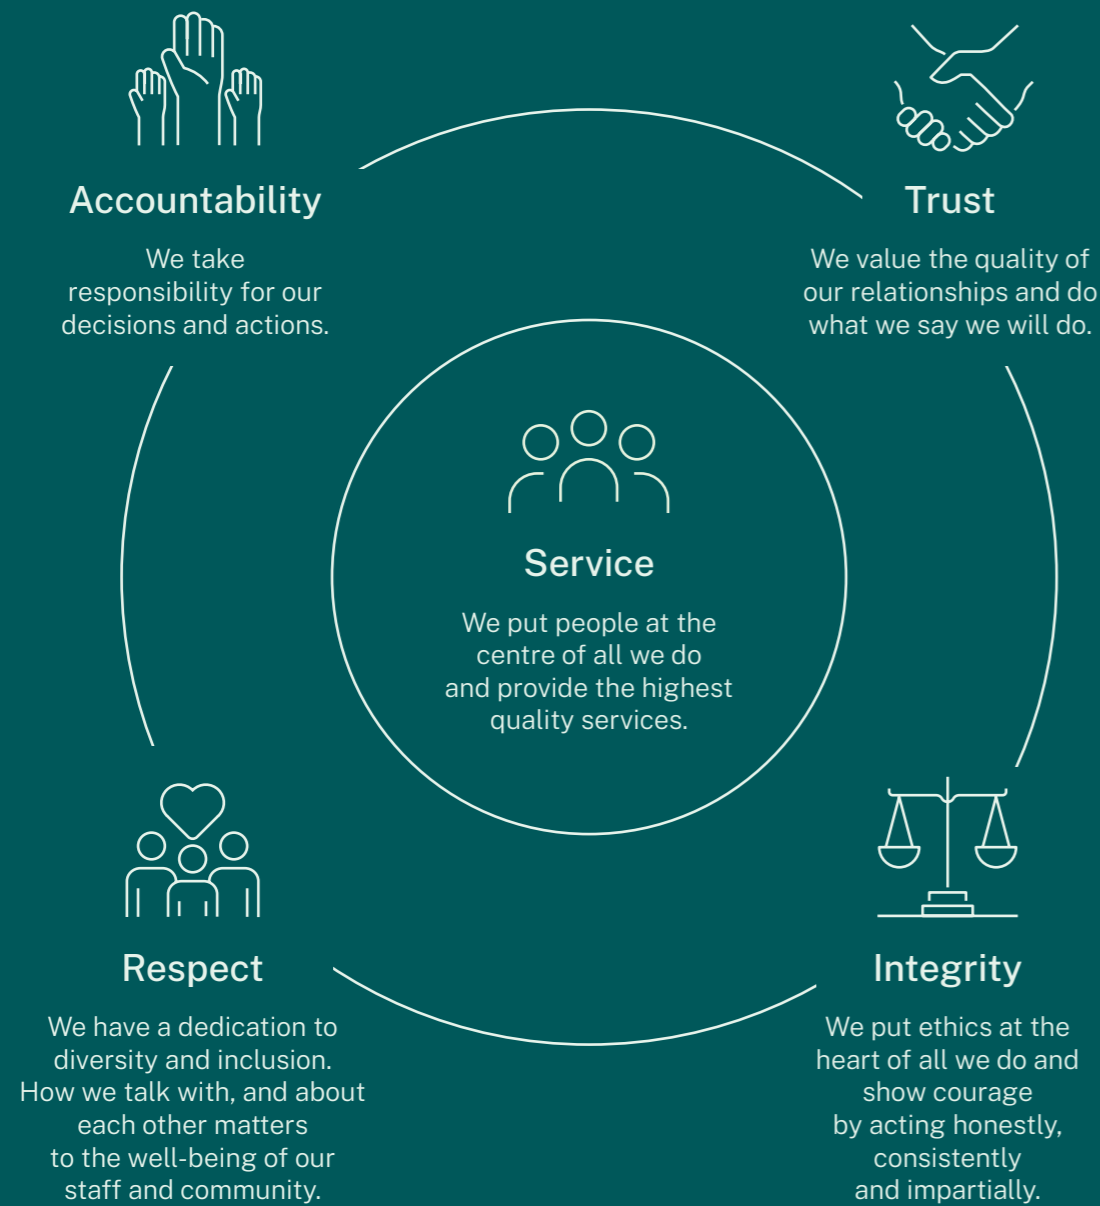 Accountability
We take
responsibility for our
decisions and actions.
Trust
We value the quality of
our relationships and do
what we say we will do.
Service
We put people at the
centre of all we do
and provide the highest
quality services.
Respect
We have a dedication to
diversity and inclusion.
How we talk with, and about
each other matters
to the well-being of our
staff and community.
Integrity
We put ethics at the
heart of all we do and
show courage
by acting honestly,
consistently
and impartially.